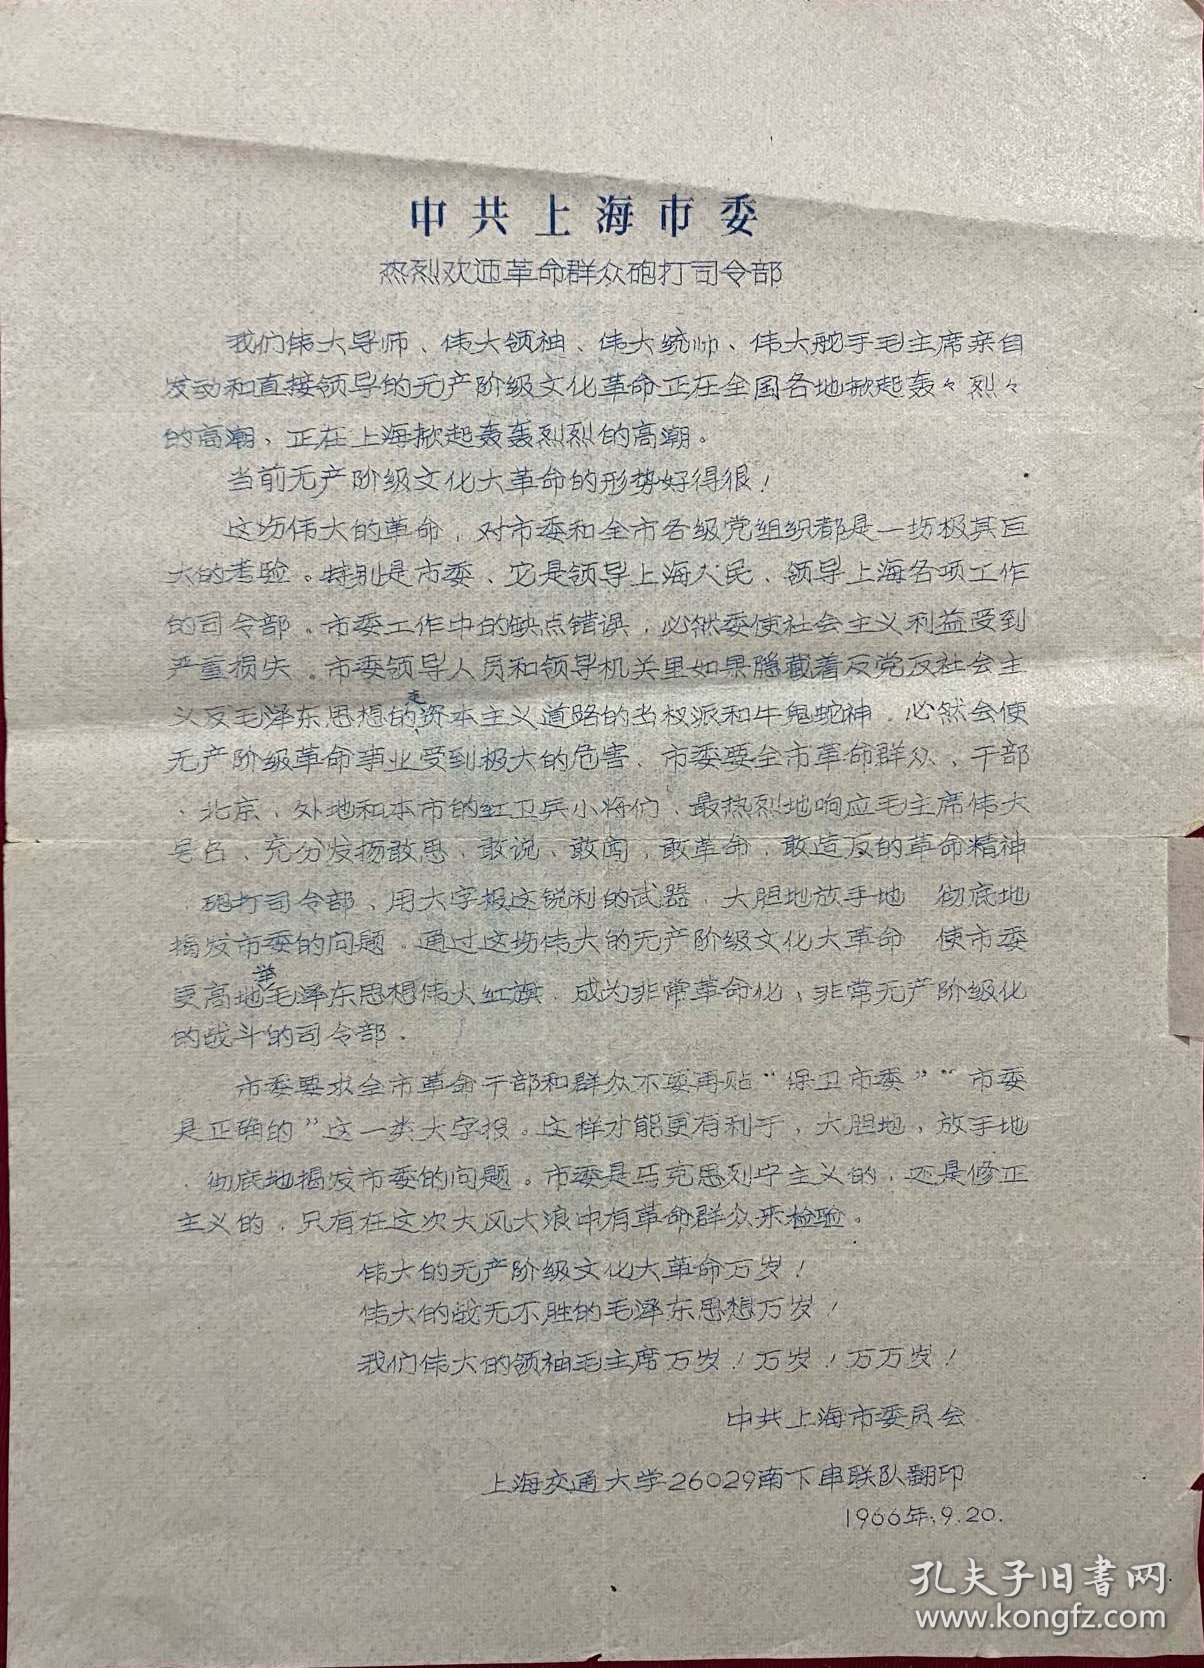 中共上海市委
热烈欢迊革命群众砲打司令部
我们伟大导师、伟大领袖、伟大统帅、伟大舵手毛主席亲自
发动和直接领导的无产阶级文化革命正在全国各地掀起轰々烈々
的高潮、正在上海掀起轰轰烈烈的高潮。
当前无产阶级文化大革命的形势好得很！
这场伟大的革命，对市委和全市各级党组织都是一场极其巨
大的考验。特别是市委、它是领导上海人民、领导上海各项工作
的司令部。市委工作中的缺点错误，必然委使社会主义利益受到
严重损失。市委领导人员和领导机关里如果隐藏着反党反社会主
义反毛泽东思想的走资本主义道路的当权派和牛鬼蛇神，必然会使
无产阶级革命事业受到极大的危害、市委要全市革命群众、干部
、北京、外地和本市的红卫兵小将们、最热烈地响应毛主席伟大
号召、充分发扬敢思、敢说、敢闯，敢革命，敢造反的革命精神
砲打司令部、用大字报这锐利的武器，大胆地放手地 彻底地
揭发市委的问题。通过这场伟大的无产阶级文化大革命 使市委
更高地举毛泽东思想伟大红旗，成为非常革命化，非常无产阶级化
的战斗的司令部。
市委要求全市革命干部和群众不要再贴“保卫市委”“市委
是正确的”这一类大字报。这样才能更有利于，大胆地，放手地
、彻底地揭发市委的问题。市委是马克思列宁主义的，还是修正
主义的，只有在这次大风大浪中有革命群众来检验。
伟大的无产阶级文化大革命万岁！
伟大的战无不胜的毛泽东思想万岁！
我们伟大的领袖毛主席万岁！万岁！万万岁！
中共上海市委员会
上海交通大学26029南下串联队翻印
1966年.9.20.
孔夫子旧书网
www.kongfz.com